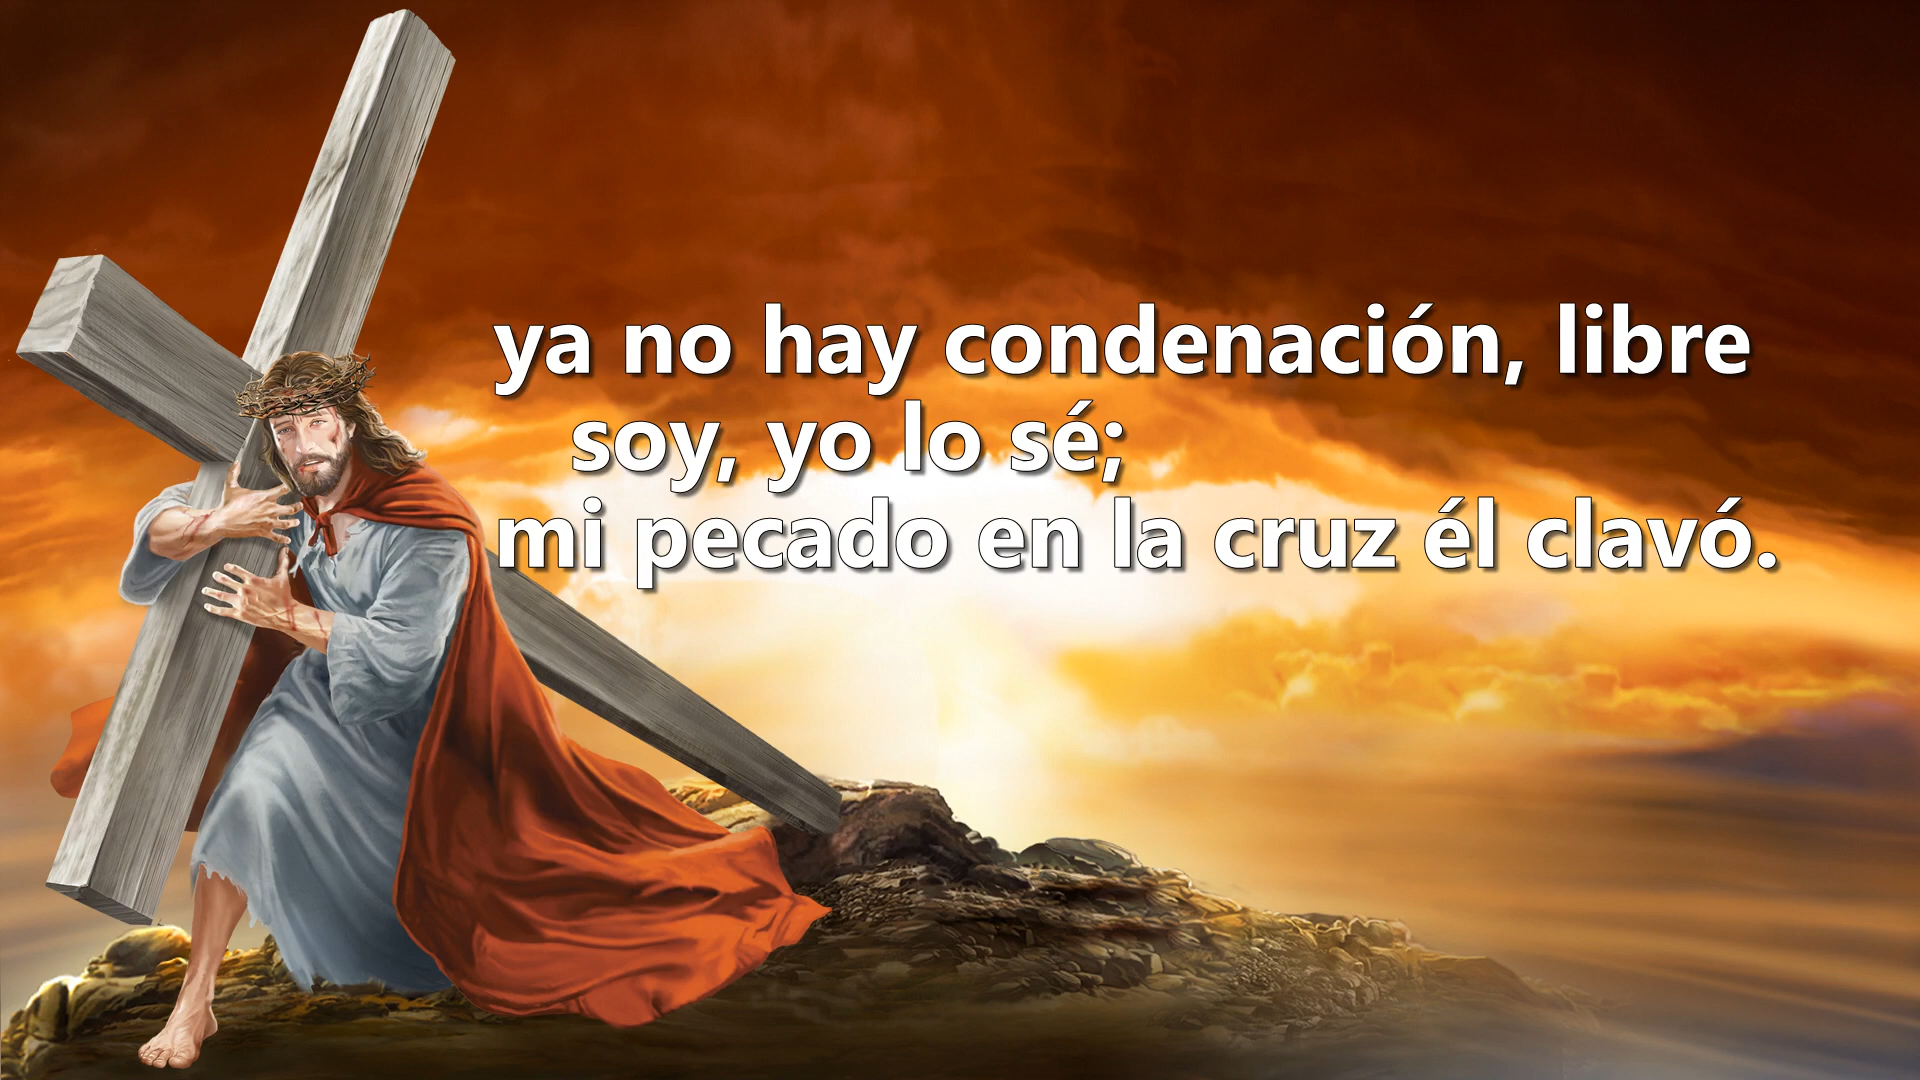 ya no hay condenación, libre
soy, yo lo sé;
mi pecado en la cruz él clavó.